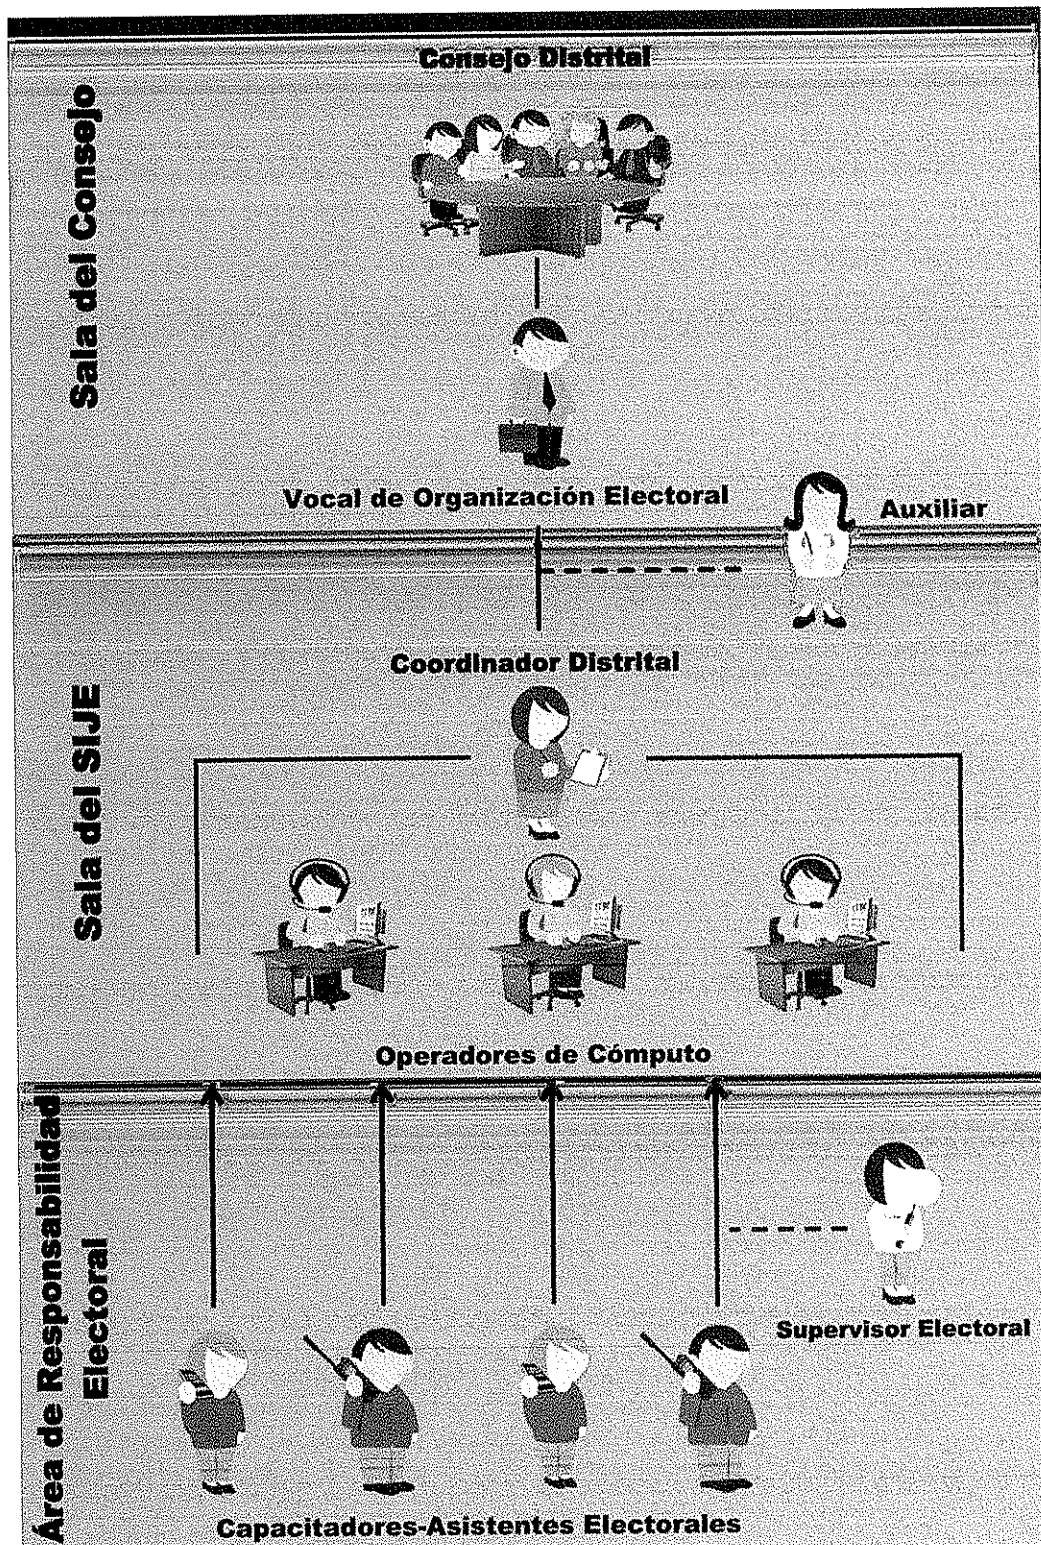 Consejo Distrital
Sala del Consejo
Vocal de Organización Electoral
Auxiliar
Coordinador Distrital
Sala del SIJE
Operadores de Cómputo
Área de Responsabilidad
Electoral
Supervisor Electoral
Capacitadores-Asistentes Electorales